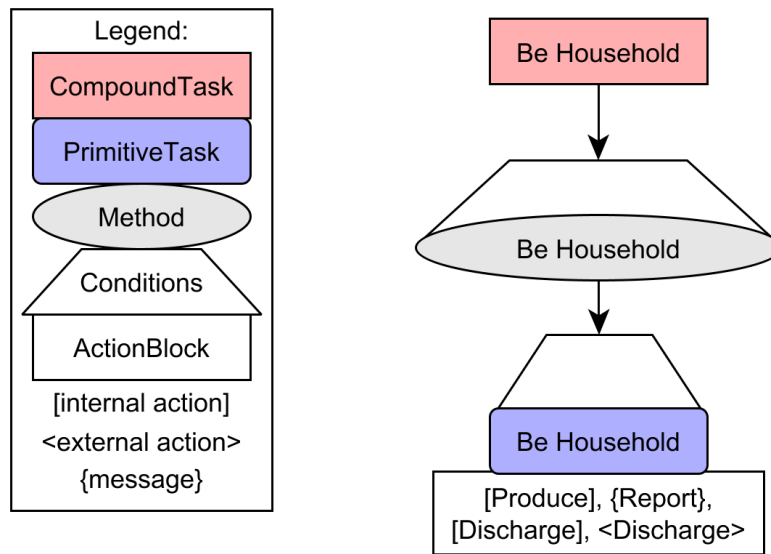 Legend:
CompoundTask
PrimitiveTask
Method
Conditions
ActionBlock
[internal action]
<external action>
{message}
Be Household
Be Household
Be Household
[Produce], {Report},
[Discharge], <Discharge>